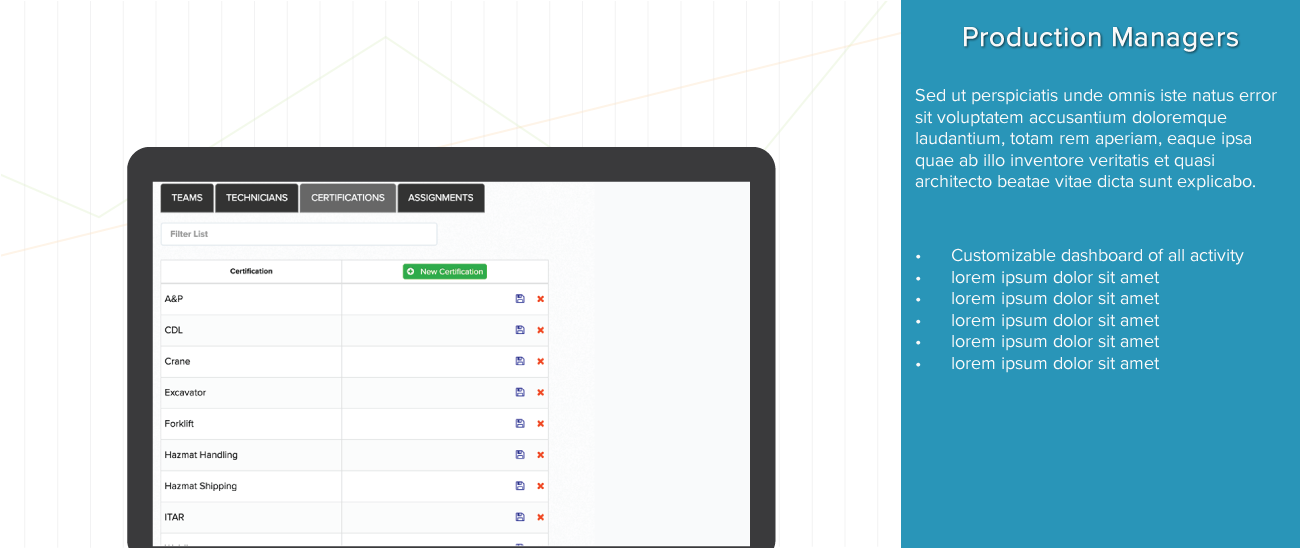 TEAMS TECHNICIANS CERTIFICATIONS ASSIGNMENTS
Filter List
Certification New Certification
A&P
CDL
Crane
Excavator
Forklift
Hazmat Handling
Hazmat Shipping
ITAR
Production Managers
Sed ut perspiciatis unde omnis iste natus error
sit voluptatem accusantium doloremque
laudantium, totam rem aperiam, eaque ipsa
quae ab illo inventore veritatis et quasi
architecto beatae vitae dicta sunt explicabo.
• Customizable dashboard of all activity
• lorem ipsum dolor sit amet
• lorem ipsum dolor sit amet
• lorem ipsum dolor sit amet
• lorem ipsum dolor sit amet
• lorem ipsum dolor sit amet